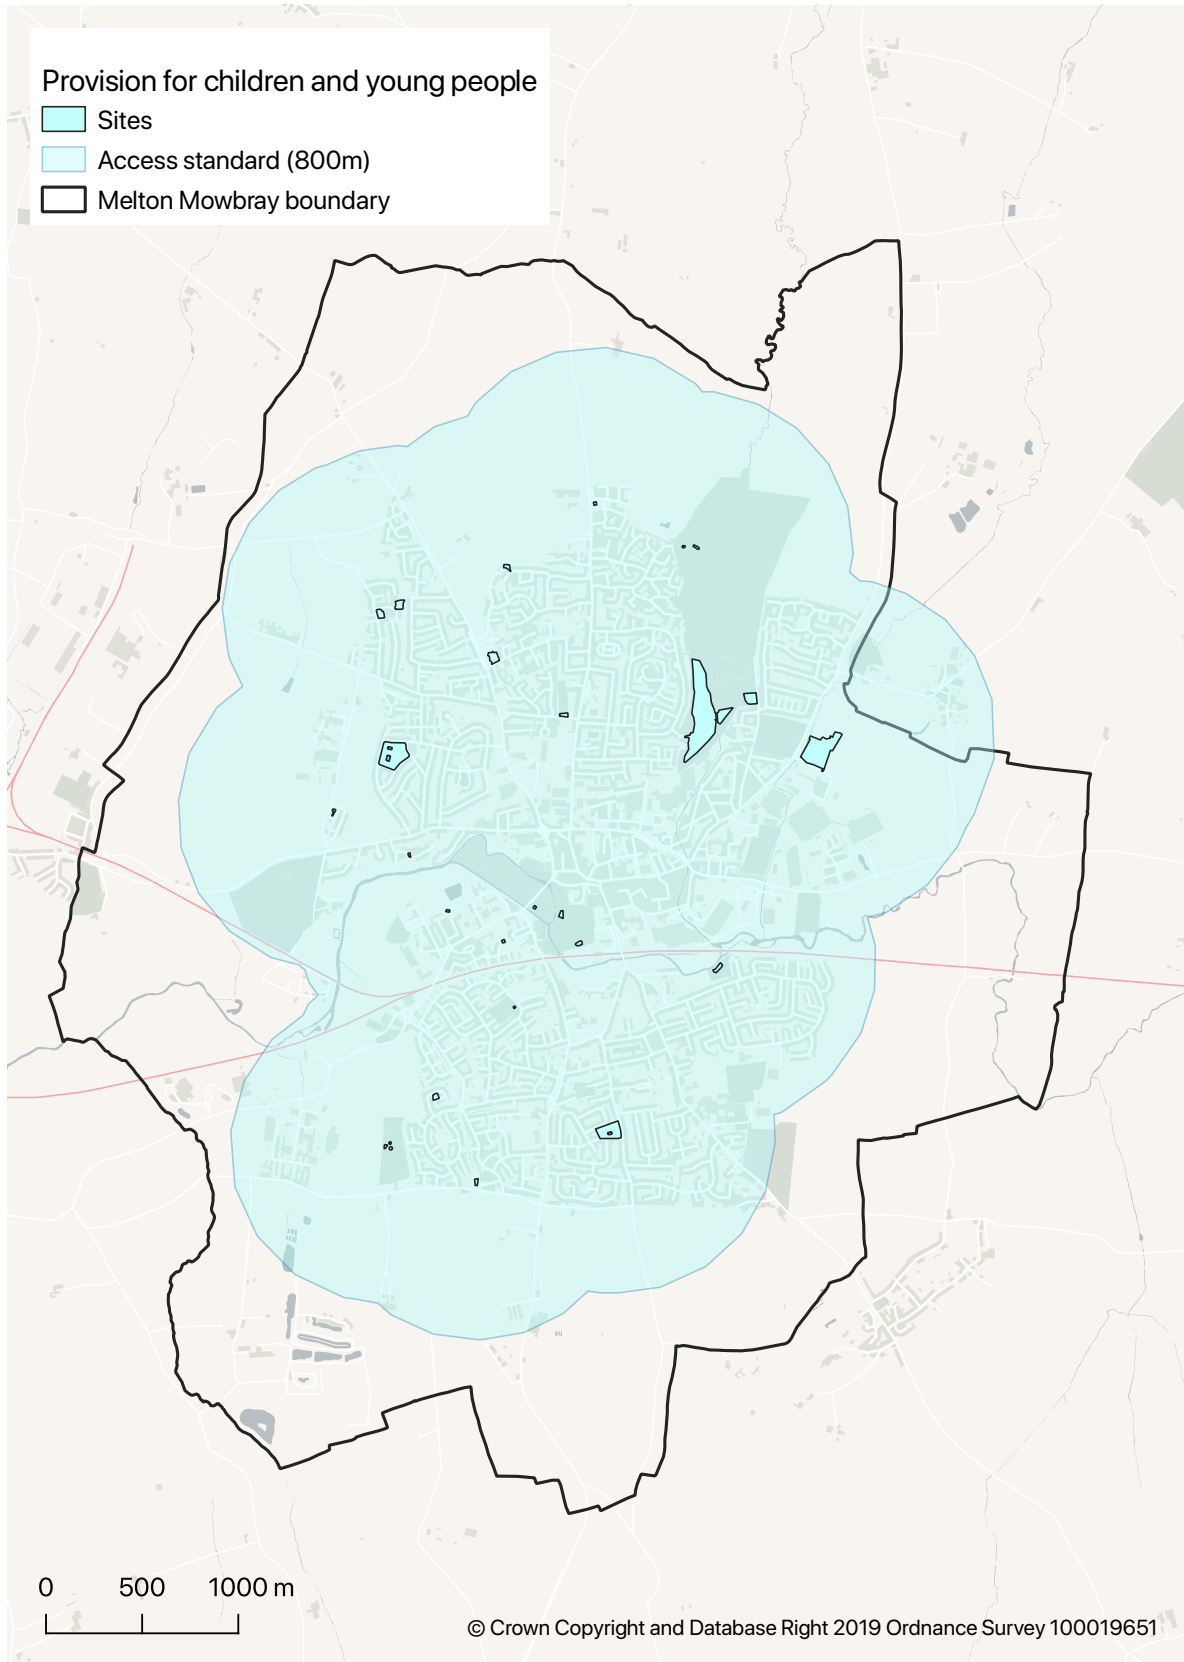 Provision for children and young people
Sites
Access standard (800m)
Melton Mowbray boundary
0 500 1000 m
© Crown Copyright and Database Right 2019 Ordnance Survey 100019651